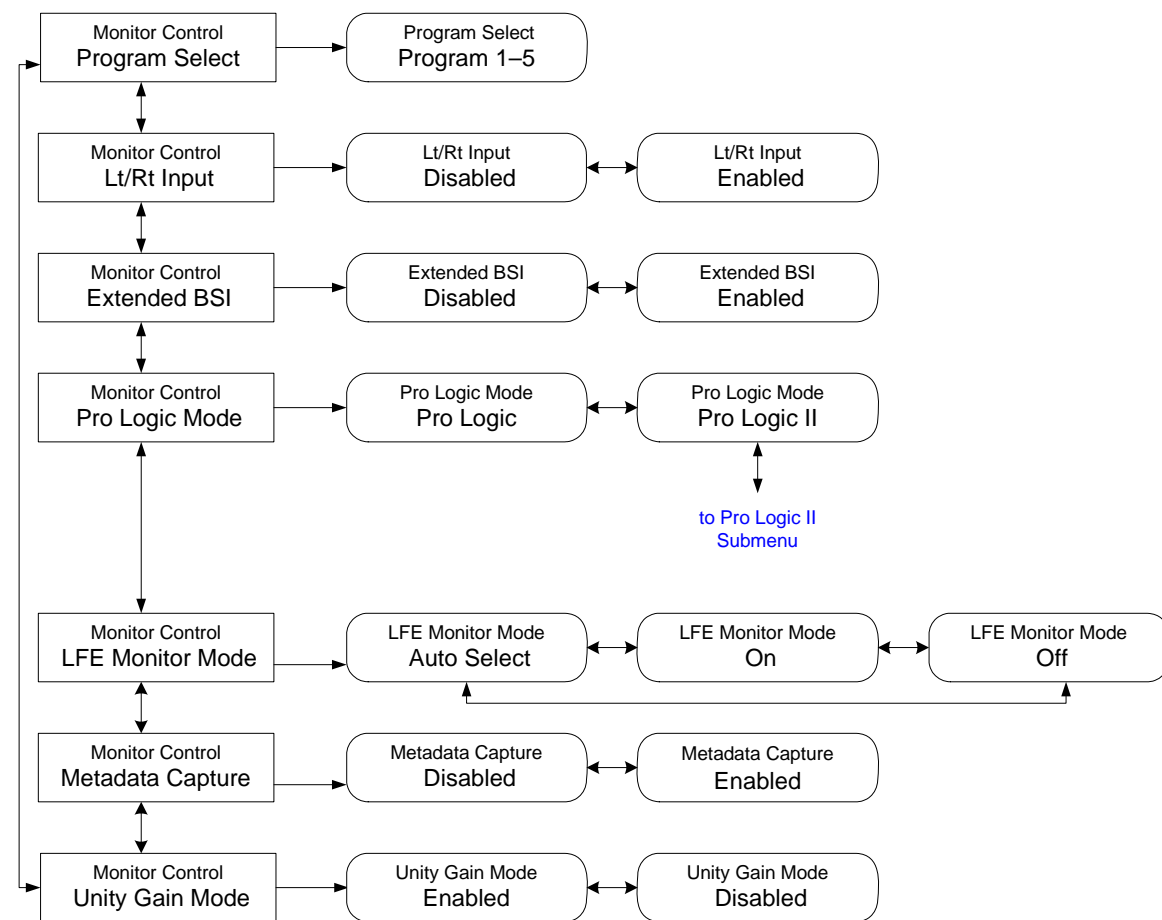 Monitor Control
Program Select
Program Select
Program 1–5
Monitor Control
Lt/Rt Input
Lt/Rt Input
Disabled
Lt/Rt Input
Enabled
Monitor Control
Extended BSI
Extended BSI
Disabled
Extended BSI
Enabled
Monitor Control
Pro Logic Mode
Pro Logic Mode
Pro Logic
Pro Logic Mode
Pro Logic II
to Pro Logic II
Submenu
Monitor Control
LFE Monitor Mode
LFE Monitor Mode
Auto Select
LFE Monitor Mode
On
LFE Monitor Mode
Off
Monitor Control
Metadata Capture
Metadata Capture
Disabled
Metadata Capture
Enabled
Monitor Control
Unity Gain Mode
Unity Gain Mode
Enabled
Unity Gain Mode
Disabled